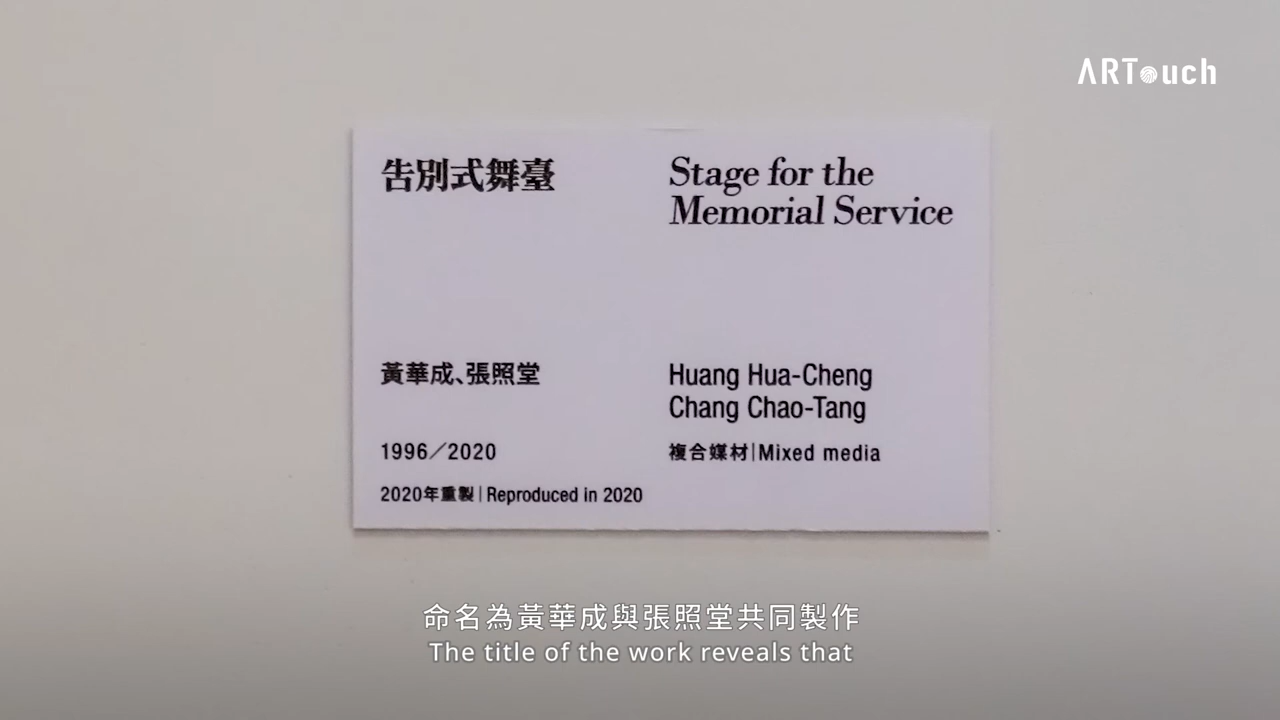 ARTouch
告別式舞臺
Stage for the
Memorial Service
黃華成、張照堂
Huang Hua-Cheng
Chang Chao-Tang
1996／2020
複合媒材|Mixed media
2020年重製|Reproduced in 2020
命名為黃華成與張照堂共同製作
The title of the work reveals that